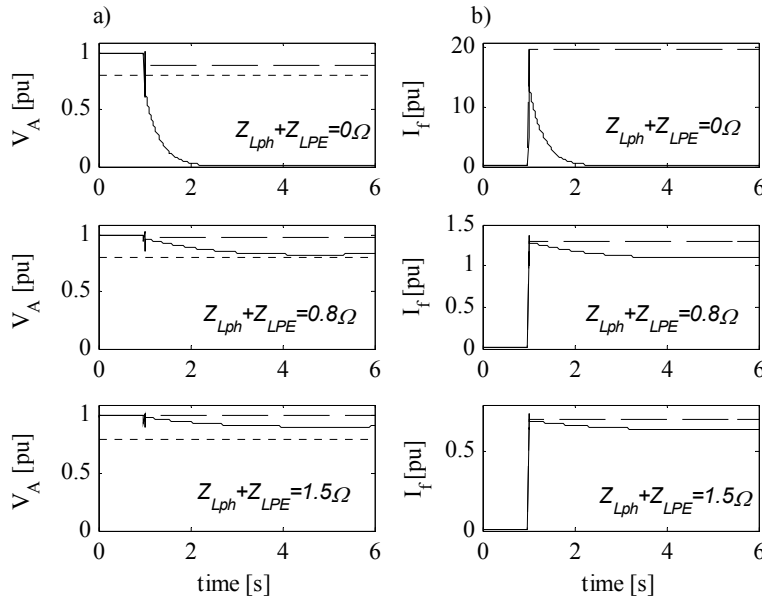 a)
b)
V_A [pu]
1
0.5
0
0
2
4
6
Z_Lph+Z_LPE=0Ω
I_f [pu]
20
10
0
0
2
4
6
Z_Lph+Z_LPE=0Ω
V_A [pu]
1
0.5
0
0
2
4
6
Z_Lph+Z_LPE=0.8Ω
I_f [pu]
1.5
1
0.5
0
0
2
4
6
Z_Lph+Z_LPE=0.8Ω
V_A [pu]
1
0.5
0
0
2
4
6
Z_Lph+Z_LPE=1.5Ω
time [s]
I_f [pu]
0.5
0
0
2
4
6
Z_Lph+Z_LPE=1.5Ω
time [s]